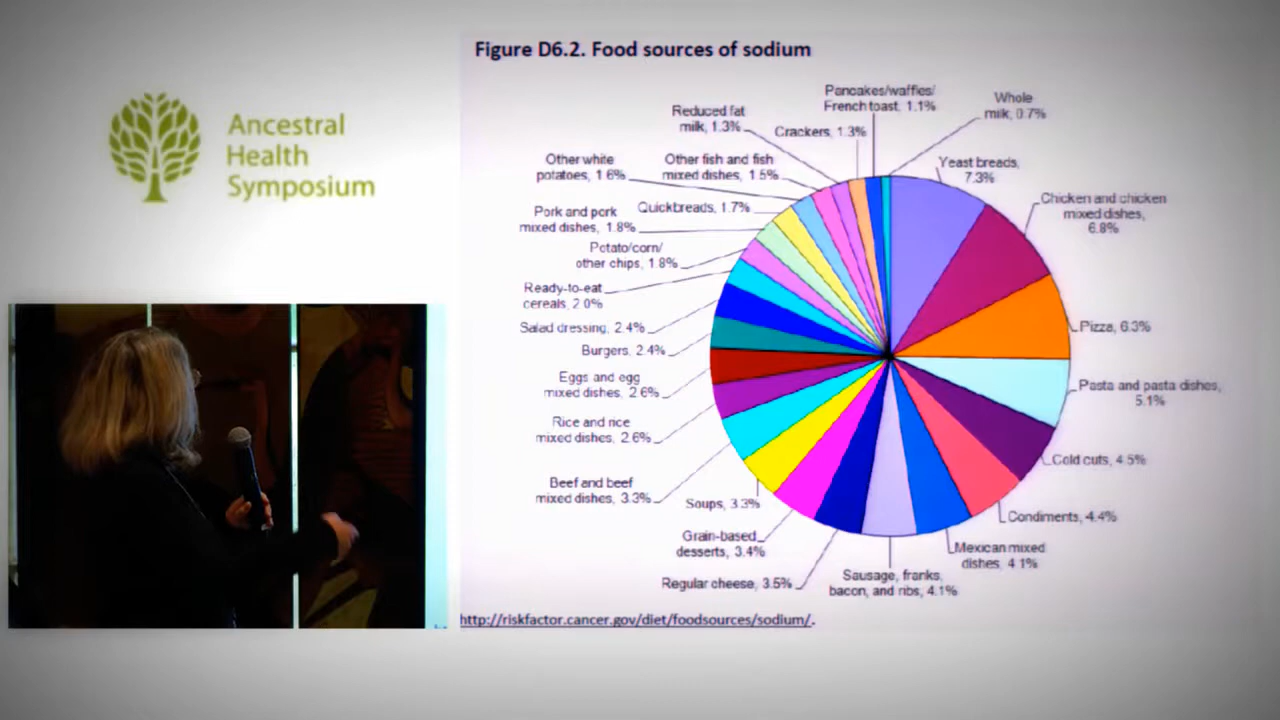 Figure D6.2. Food sources of sodium
Ancestral
Health
Symposium
Pancakes/waffles/
French toast, 1.1%
Whole
milk, 0.7%
Reduced fat
milk, 1.3%
Crackers, 1.3%
Other white
potatoes, 1.6%
Other fish and fish
mixed dishes, 1.5%
Yeast breads,
7.3%
Chicken and chicken
mixed dishes,
6.8%
Pork and pork
mixed dishes, 1.8%
Quickbreads, 1.7%
Potato/corn/
other chips, 1.8%
Ready-to-eat
cereals, 2.0%
Salad dressing, 2.4%
Pizza, 6.3%
Burgers, 2.4%
Eggs and egg
mixed dishes, 2.6%
Pasta and pasta dishes,
5.1%
Rice and rice
mixed dishes, 2.6%
Cold cuts, 4.5%
Beef and beef
mixed dishes, 3.3%
Soups, 3.3%
Condiments, 4.4%
Grain-based
desserts, 3.4%
Mexican mixed
dishes, 4.1%
Regular cheese, 3.5%
Sausage, franks,
bacon, and ribs, 4.1%
http://riskfactor.cancer.gov/diet/foodsources/sodium/.